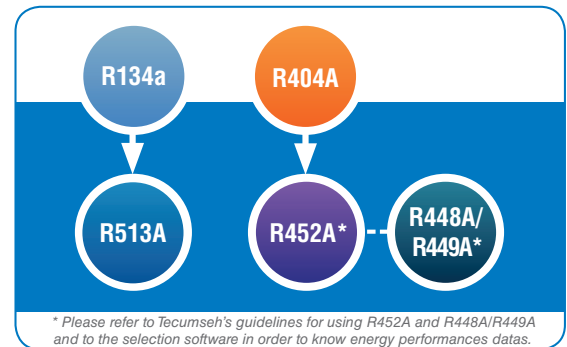 R134a
R404A
R513A
R452A*
R448A/
R449A*
* Please refer to Tecumseh's guidelines for using R452A and R448A/R449A
and to the selection software in order to know energy performances datas.